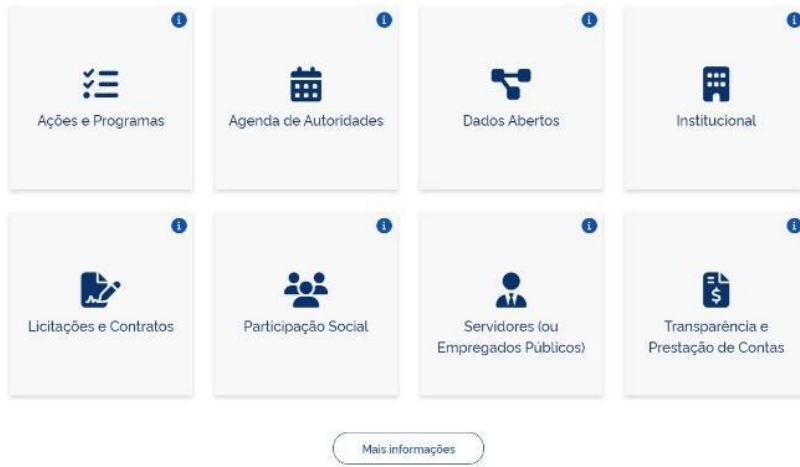 Ações e Programas
Agenda de Autoridades
Dados Abertos
Institucional
Licitações e Contratos
Participação Social
Servidores (ou
Empregados Públicos)
Transparência e
Prestação de Contas
Mais informações